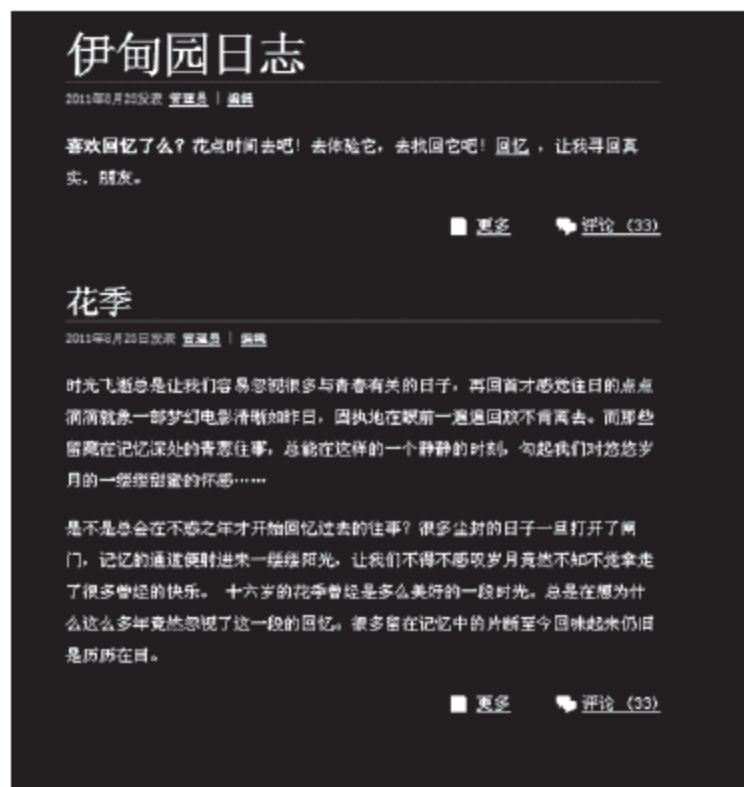 伊甸园日志
2011年8月25发表 管理员 | 编辑
喜欢回忆了么？花点时间去吧！去体验它，去找回它吧！回忆 ，让我寻回真
实。朋友。
更多 评论 (33)
花季
2011年8月25日发表 管理员 | 编辑
时光飞逝总是让我们容易忽视很多与青春有关的日子，再回首才感觉往日的点点
滴滴就象一部梦幻电影清晰如昨日，固执地在眼前一遍遍回放不肯离去。而那些
留藏在记忆深处的青葱往事，总能在这样的一个静静的时刻，勾起我们对悠悠岁
月的一缕缕甜蜜的怀感……
是不是总会在不惑之年才开始回忆过去的往事？很多尘封的日子一旦打开了闸
门，记忆的通道便射进来一缕缕阳光，让我们不得不感叹岁月竟然不知不觉拿走
了很多曾经的快乐。 十六岁的花季曾经是多么美好的一段时光。总是在想为什
么这么多年竟然忽视了这一段的回忆。很多留在记忆中的片断至今回味起来仍旧
是历历在目。
更多 评论 (33)